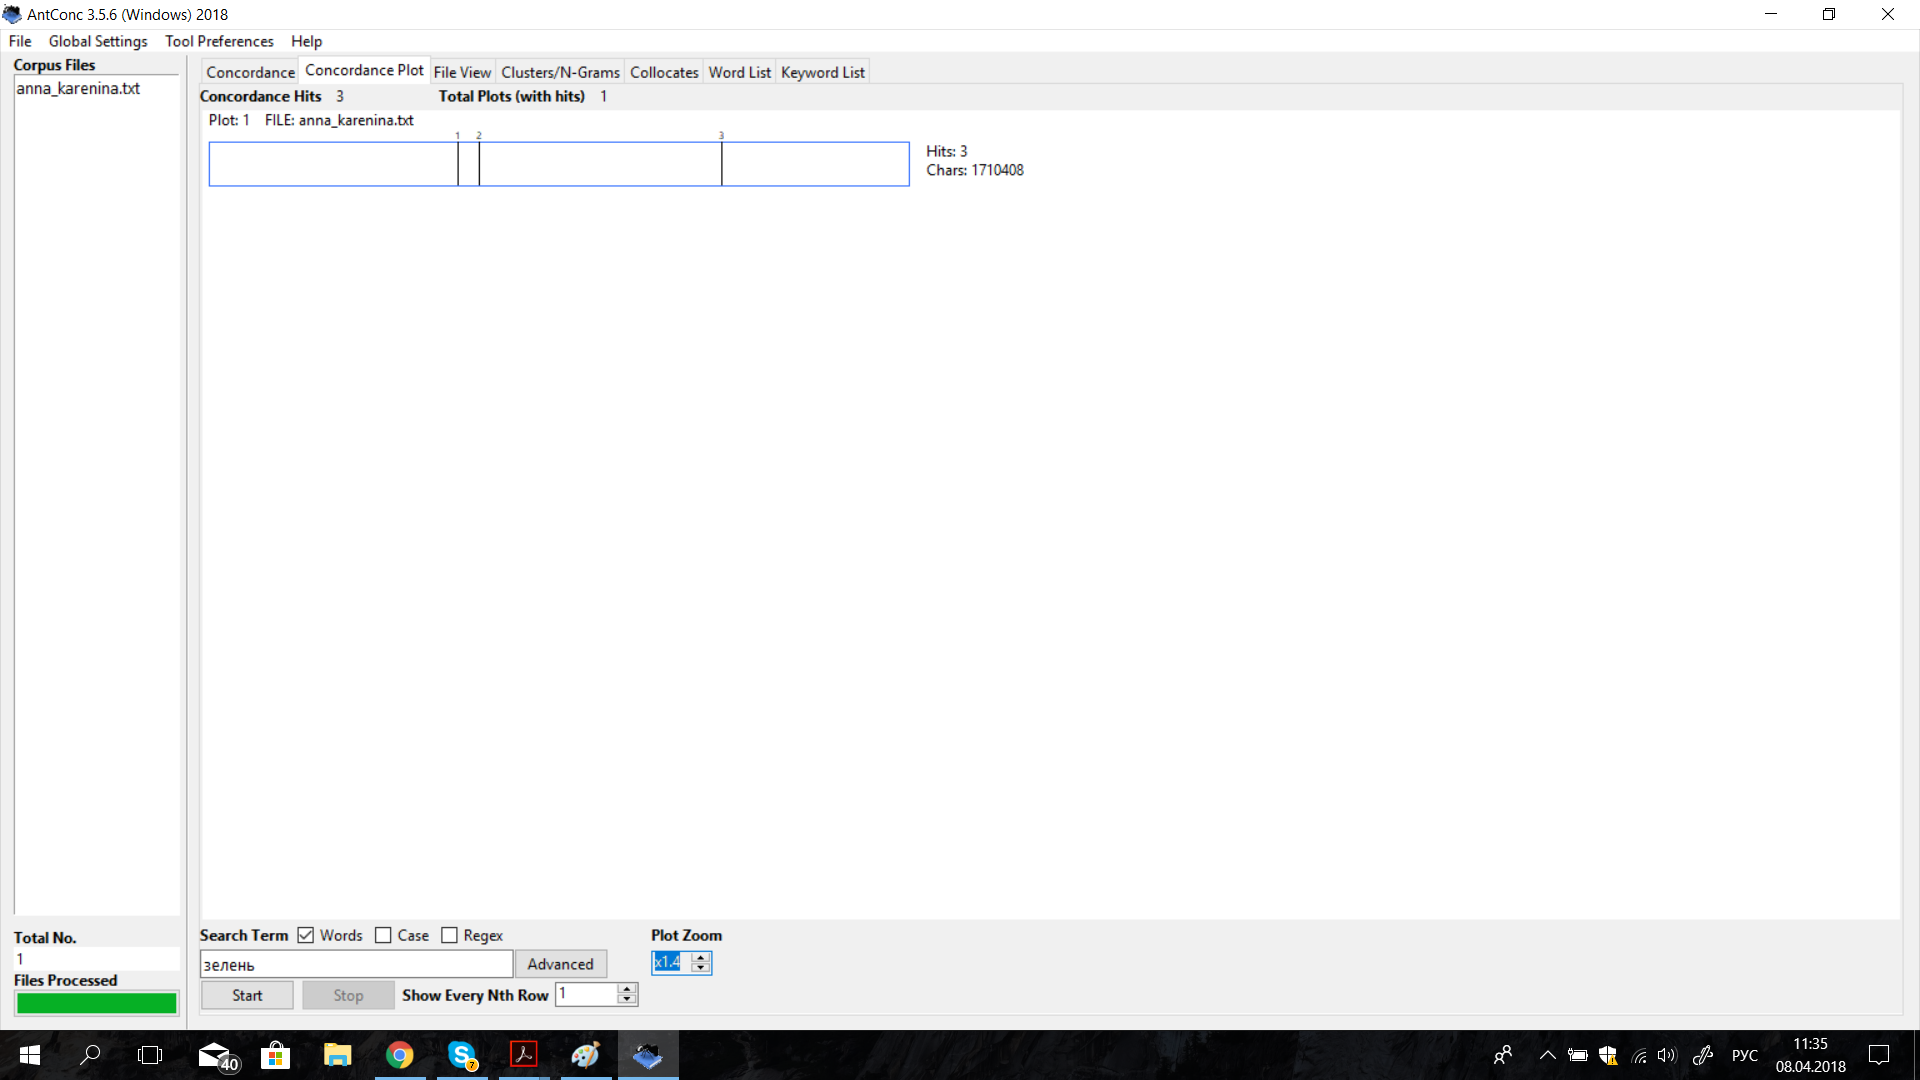 AntConc 3.5.6 (Windows) 2018
File Global Settings Tool Preferences Help
Corpus Files
anna_karenina.txt
Concordance Concordance Plot File View Clusters/N-Grams Collocates Word List Keyword List
Concordance Hits 3 Total Plots (with hits) 1
Plot: 1 FILE: anna_karenina.txt
1 2 3
Hits: 3
Chars: 1710408
Total No.
1
Files Processed
Search Term Words Case Regex
зелень Advanced
Start Stop Show Every Nth Row 1
Plot Zoom
x1.4
40
7
РУС
11:35
08.04.2018